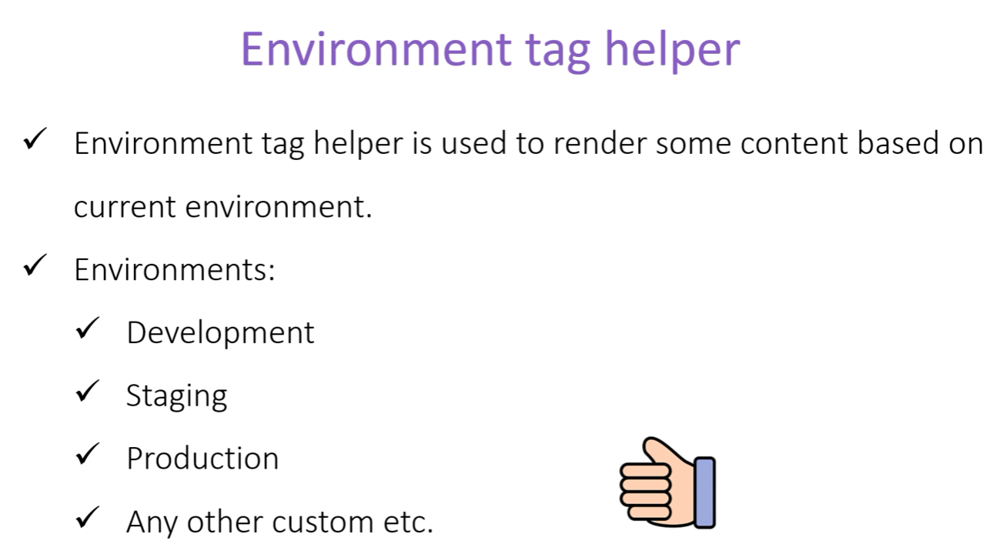 Environment tag helper
✓ Environment tag helper is used to render some content based on
current environment.
✓ Environments:
✓ Development
✓ Staging
✓ Production
✓ Any other custom etc.